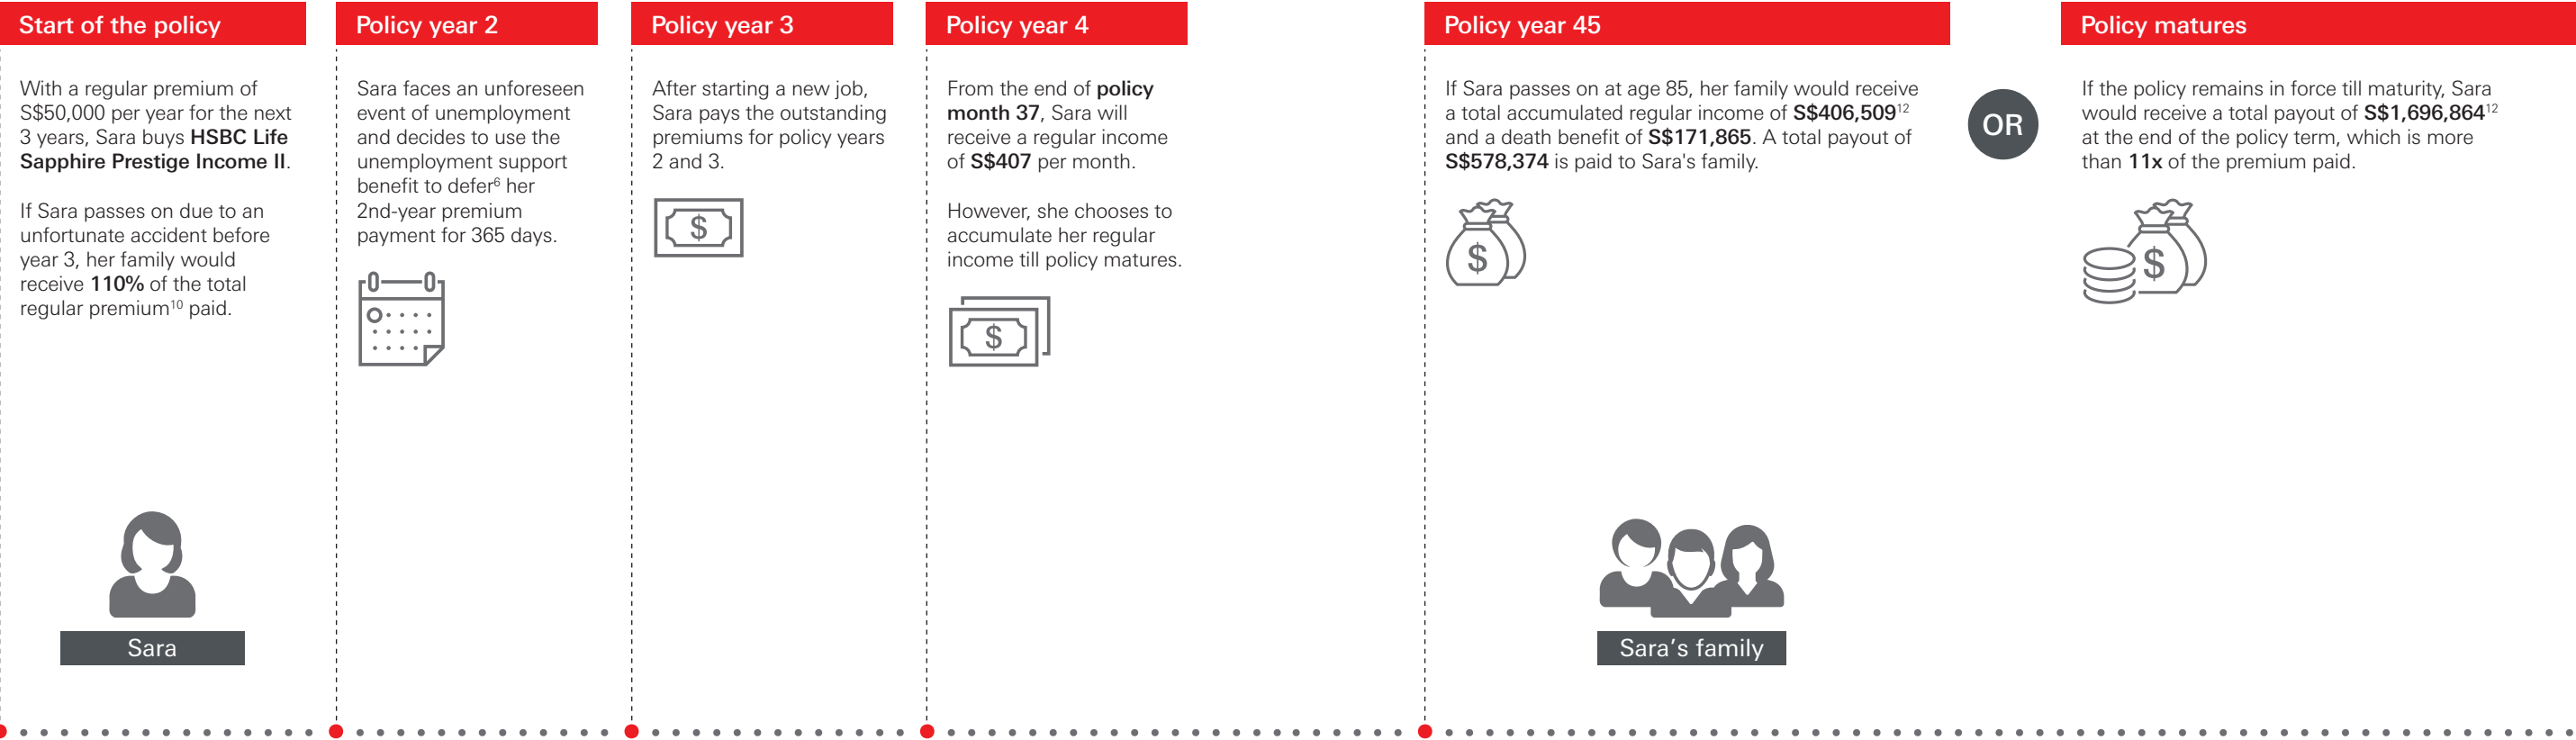 Start of the policy
With a regular premium of
S$50,000 per year for the next
3 years, Sara buys HSBC Life
Sapphire Prestige Income II.
If Sara passes on due to an
unfortunate accident before
year 3, her family would
receive 110% of the total
regular premium10 paid.
Sara
Policy year 2
Sara faces an unforeseen
event of unemployment
and decides to use the
unemployment support
benefit to defer6 her
2nd-year premium
payment for 365 days.
Policy year 3
After starting a new job,
Sara pays the outstanding
premiums for policy years
2 and 3.
$
Policy year 4
From the end of policy
month 37, Sara will
receive a regular income
of S$407 per month.
However, she chooses to
accumulate her regular
income till policy matures.
$
Policy year 45
If Sara passes on at age 85, her family would receive
a total accumulated regular income of S$406,50912
and a death benefit of S$171,865. A total payout of
S$578,374 is paid to Sara's family.
$
Sara’s family
OR
Policy matures
If the policy remains in force till maturity, Sara
would receive a total payout of S$1,696,86412
at the end of the policy term, which is more
than 11x of the premium paid.
$